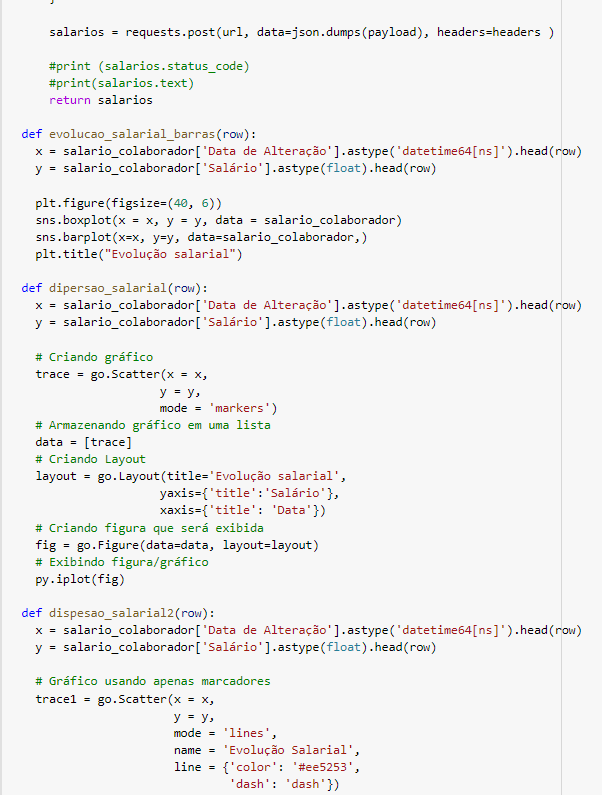 }
salarios = requests.post(url, data=json.dumps(payload), headers=headers )
#print (salarios.status_code)
#print(salarios.text)
return salarios
def evolucao_salarial_barras(row):
x = salario_colaborador['Data de Alteração'].astype('datetime64[ns]').head(row)
y = salario_colaborador['Salário'].astype(float).head(row)
plt.figure(figsize=(40, 6))
sns.boxplot(x = x, y = y, data = salario_colaborador)
sns.barplot(x=x, y=y, data=salario_colaborador,)
plt.title("Evolução salarial")
def dipersao_salarial(row):
x = salario_colaborador['Data de Alteração'].astype('datetime64[ns]').head(row)
y = salario_colaborador['Salário'].astype(float).head(row)
# Criando gráfico
trace = go.Scatter(x = x,
y = y,
mode = 'markers')
# Armazenando gráfico em uma lista
data = [trace]
# Criando Layout
layout = go.Layout(title='Evolução salarial',
yaxis={'title':'Salário'},
xaxis={'title': 'Data'})
# Criando figura que será exibida
fig = go.Figure(data=data, layout=layout)
# Exibindo figura/gráfico
py.iplot(fig)
def dispesao_salarial2(row):
x = salario_colaborador['Data de Alteração'].astype('datetime64[ns]').head(row)
y = salario_colaborador['Salário'].astype(float).head(row)
# Gráfico usando apenas marcadores
trace1 = go.Scatter(x = x,
y = y,
mode = 'lines',
name = 'Evolução Salarial',
line = {'color': '#ee5253',
'dash': 'dash'})